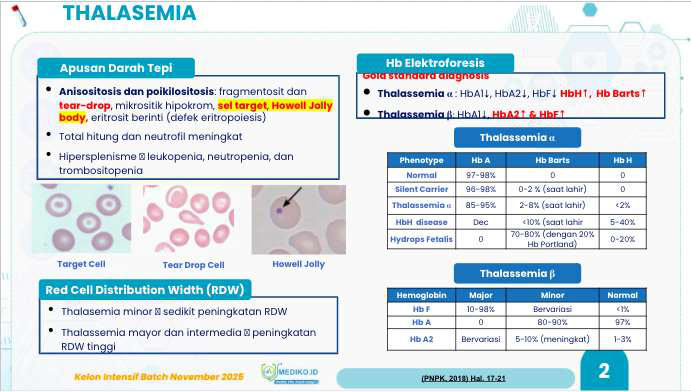 THALASEMIA
Apusan Darah Tepi
Anisositosis dan poikilositosis: fragmentosit dan
tear-drop, mikrositik hipokrom, sel target, Howell Jolly
body, eritrosit berinti (defek eritropoiesis)
Total hitung dan neutrofil meningkat
Hipersplenisme leukopenia, neutropenia, dan
trombositopenia
Target Cell
Tear Drop Cell
Howell Jolly
Red Cell Distribution Width (RDW)
Thalasemia minor sedikit peningkatan RDW
Thalassemia mayor dan intermedia peningkatan
RDW tinggi
Hb Elektroforesis
Gold standard diagnosis
Thalassemia α : HbA1↓, HbA2↓, HbF↓ HbH↑, Hb Barts↑
Thalassemia β: HbA1↓, HbA2↑ & HbF↑
Thalassemia α
Phenotype Hb A Hb Barts Hb H
Normal 97-98% 0 0
Silent Carrier 96-98% 0-2 % (saat lahir) 0
Thalassemia α 85-95% 2-8% (saat lahir) <2%
HbH disease Dec <10% (saat lahir 5-40%
Hydrops Fetalis 0 70-80% (dengan 20% 0-20%
Hb Portland)
Thalassemia β
Hemoglobin Major Minor Normal
Hb F 10-98% Bervariasi <1%
Hb A 0 80-90% 97%
Hb A2 Bervariasi 5-10% (meningkat) 1-3%
Kelon Intensif Batch November 2025
MEDIKO.ID
(PNPK, 2018) Hal. 17-21
2